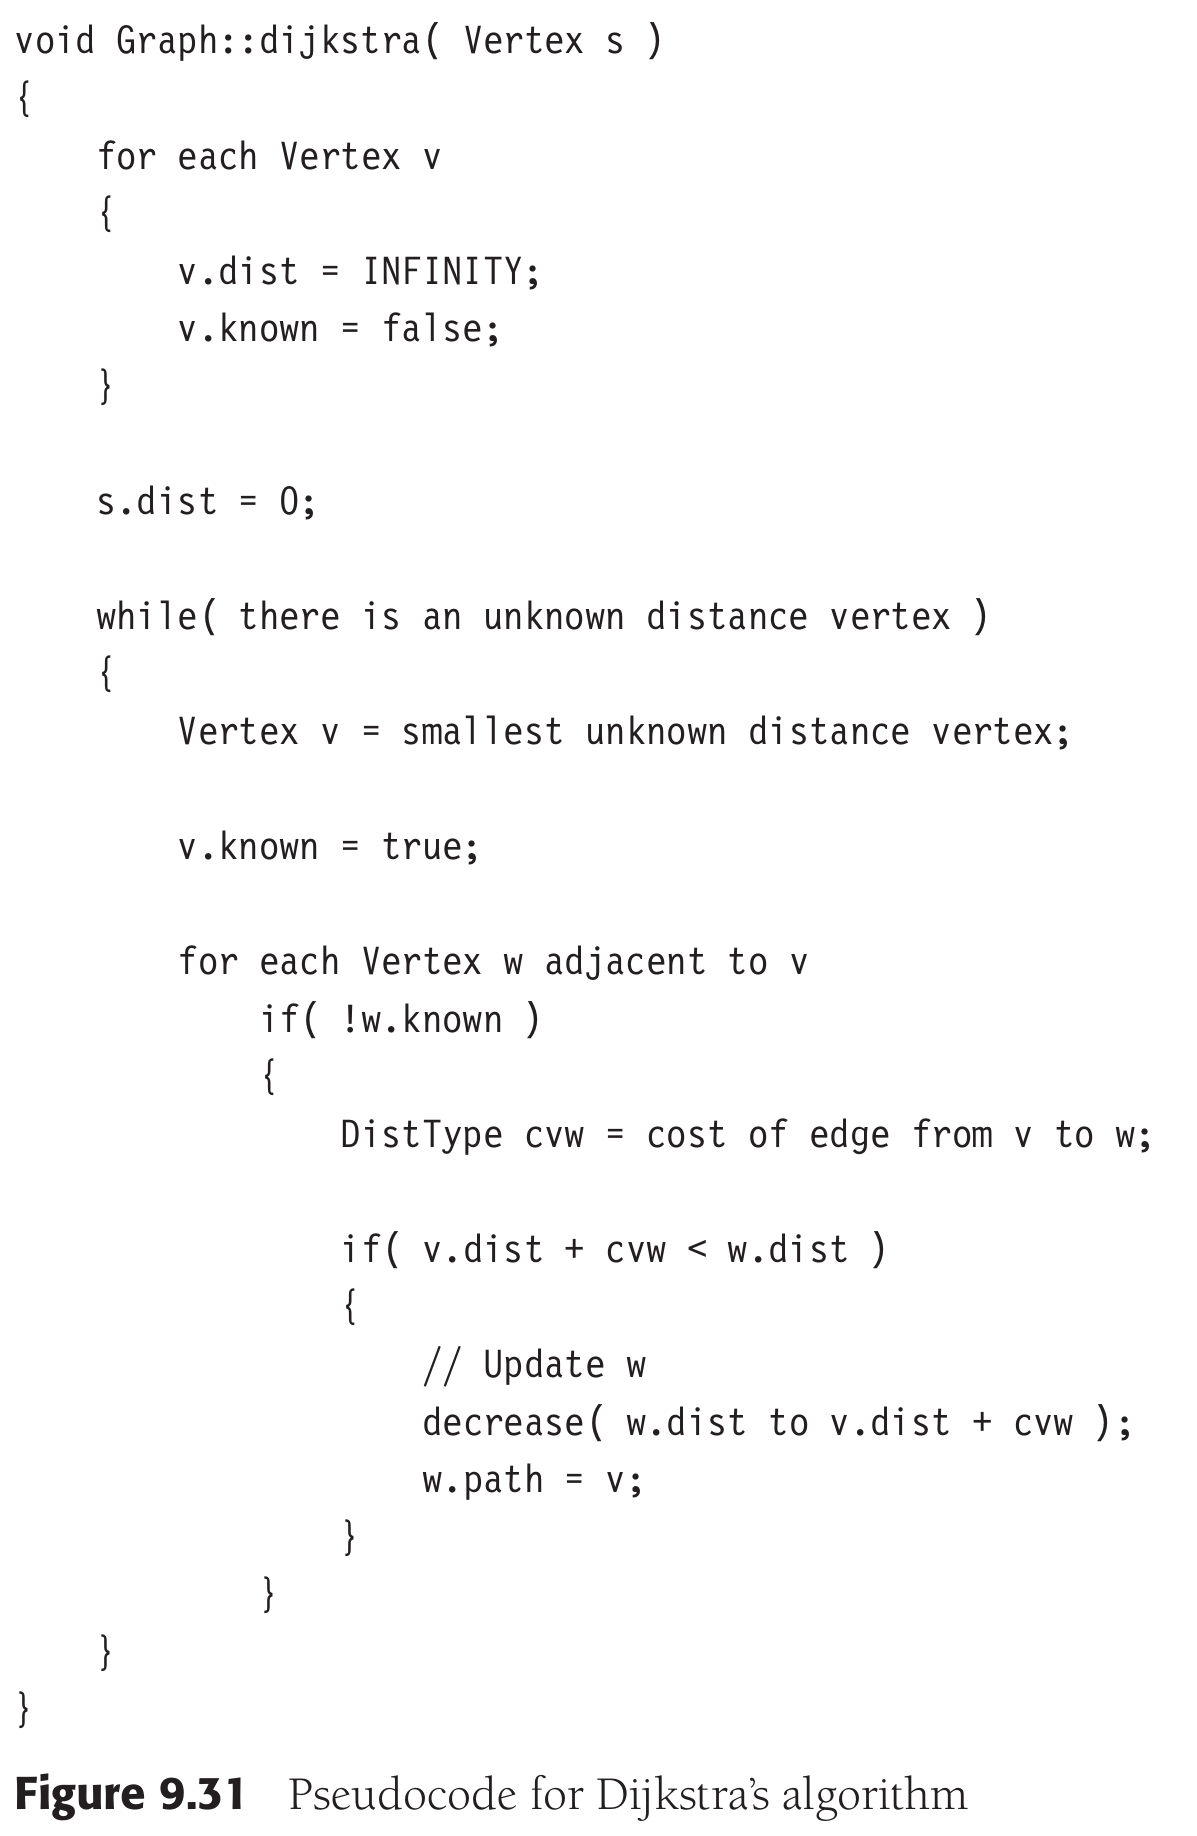 void Graph::dijkstra( Vertex s )
{
    for each Vertex v
    {
        v.dist = INFINITY;
        v.known = false;
    }

    s.dist = 0;

    while( there is an unknown distance vertex )
    {
        Vertex v = smallest unknown distance vertex;

        v.known = true;

        for each Vertex w adjacent to v
            if( !w.known )
            {
                DistType cvw = cost of edge from v to w;

                if( v.dist + cvw < w.dist )
                {
                    // Update w
                    decrease( w.dist to v.dist + cvw );
                    w.path = v;
                }
            }
    }
}
Figure 9.31 Pseudocode for Dijkstra’s algorithm